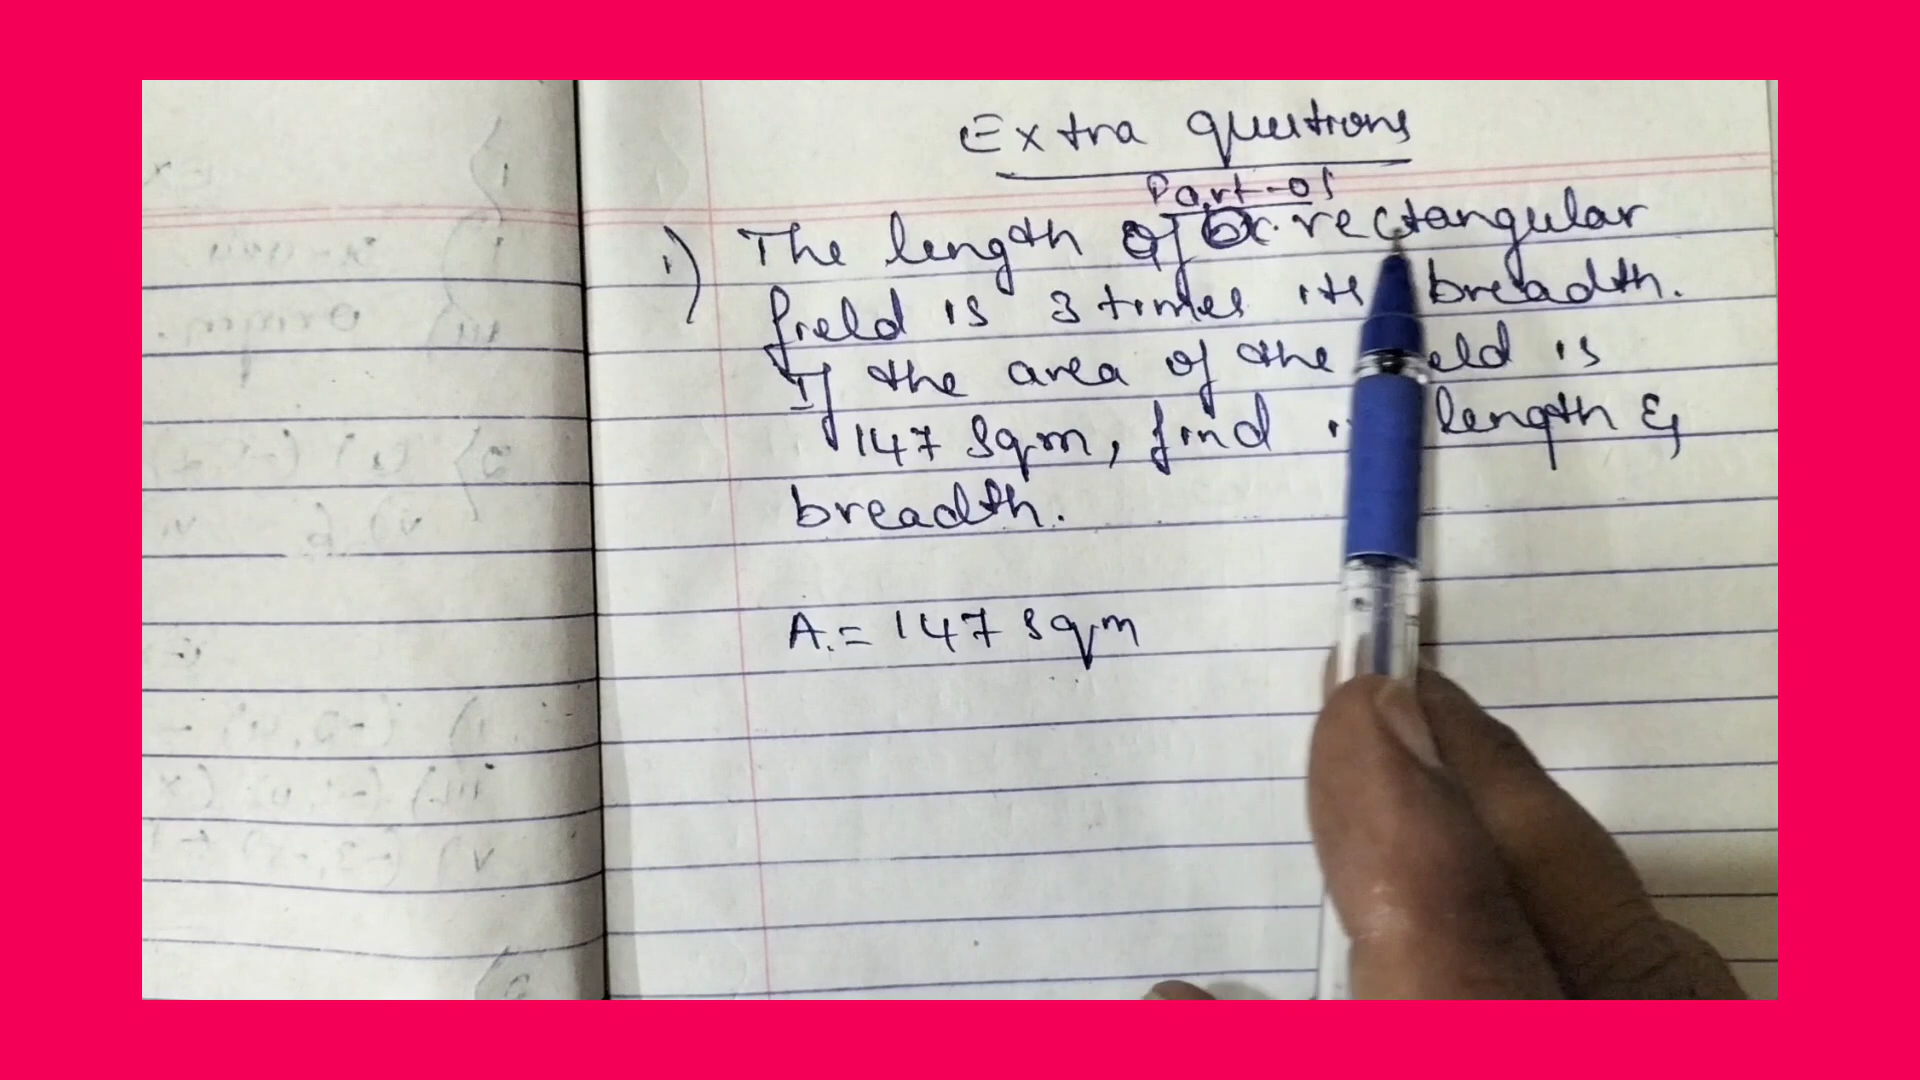 Extra questions
Part-01
1) The length of a rectangular
field is 3 times its breadth.
If the area of the field is
147 sqm, find length &
breadth.
A. = 147 sqm